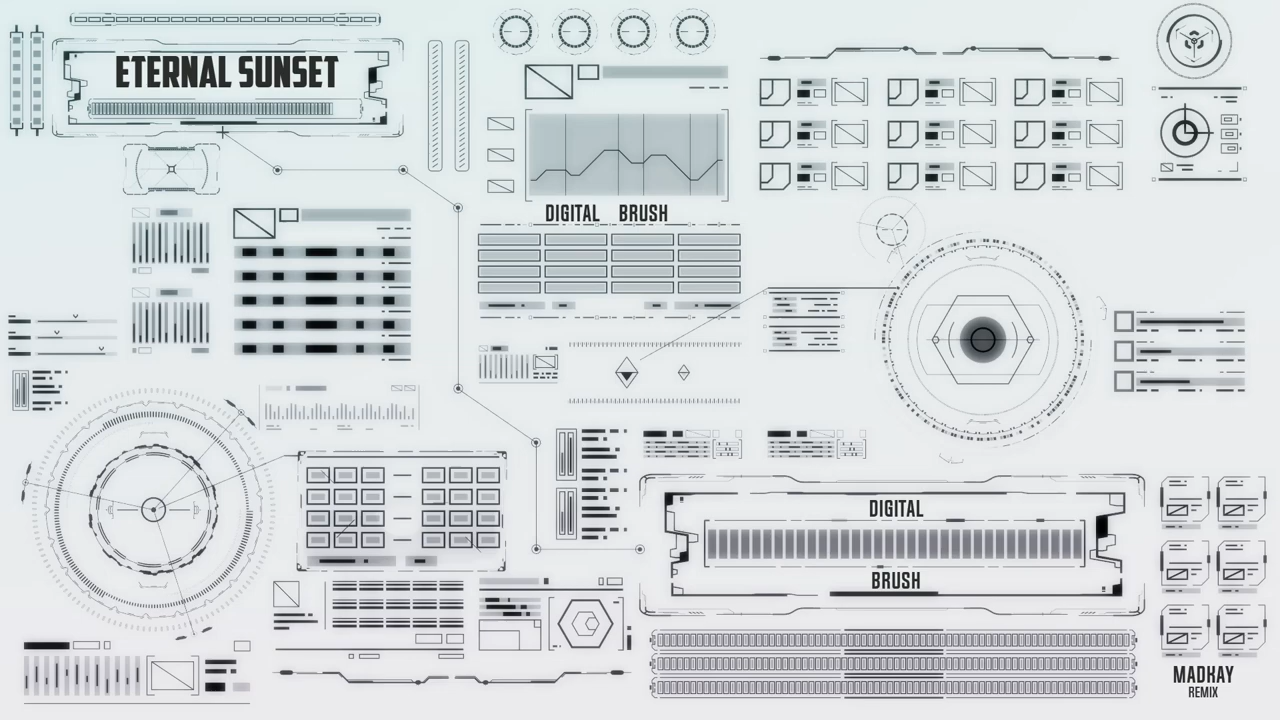 ETERNAL SUNSET
DIGITAL BRUSH
DIGITAL
BRUSH
MADKAY
REMIX